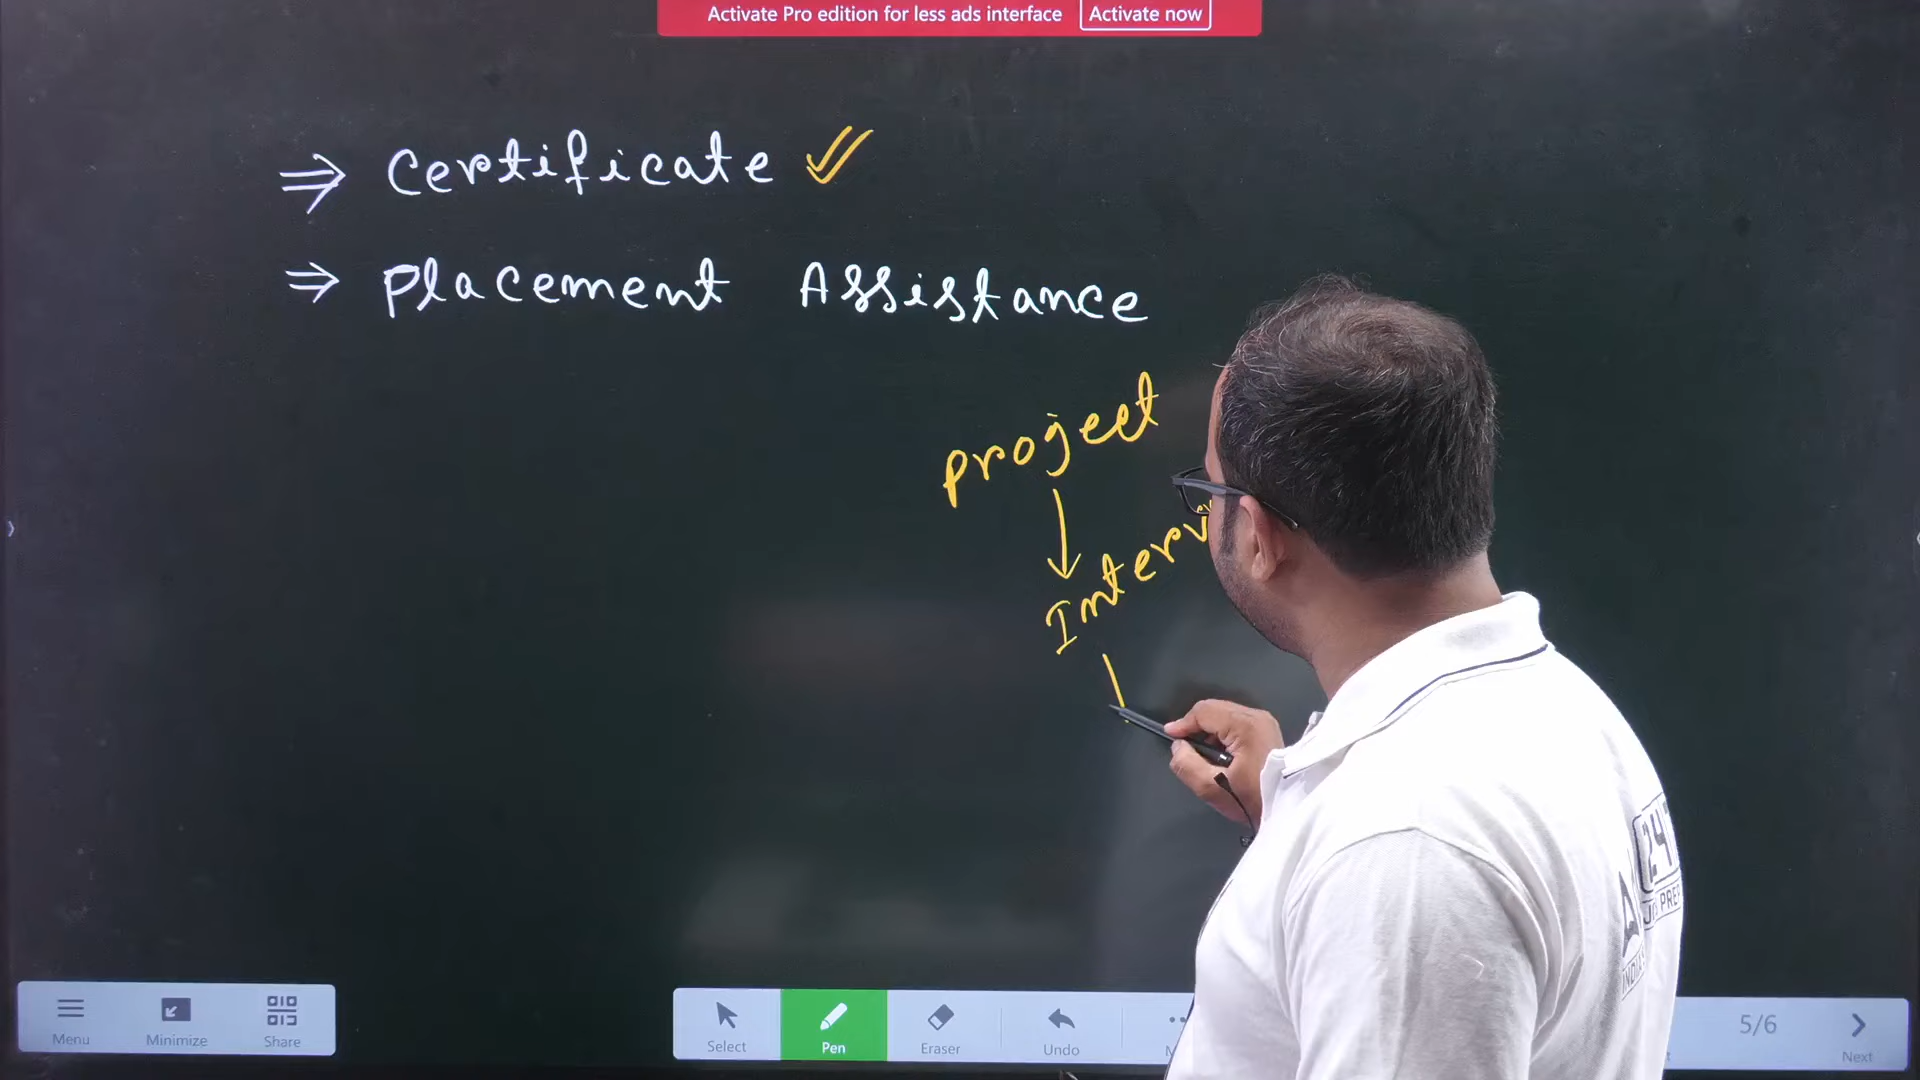 Activate Pro edition for less ads interface Activate now
⇒ Certificate
⇒ Placement Assistance
Project
↓
Interv
Menu Minimize Share Select Pen Eraser Undo 5/6 Next
247